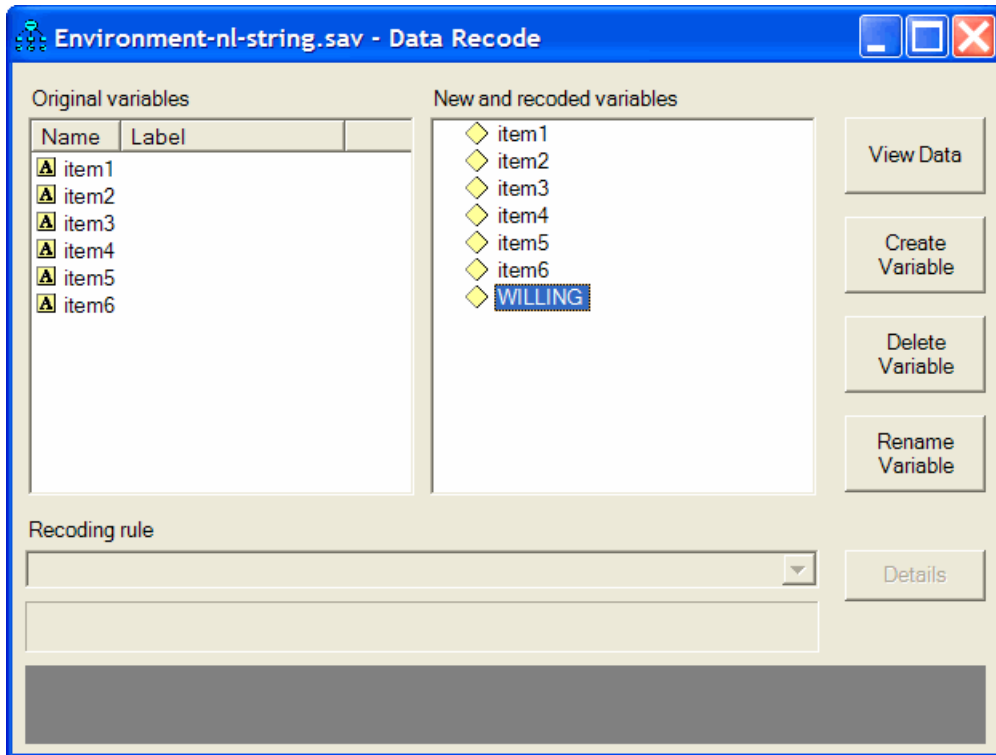 Environment-nl-string.sav - Data Recode
Original variables
Name Label
A item1
A item2
A item3
A item4
A item5
A item6
New and recoded variables
item1
item2
item3
item4
item5
item6
WILLING
View Data
Create
Variable
Delete
Variable
Rename
Variable
Recoding rule
Details